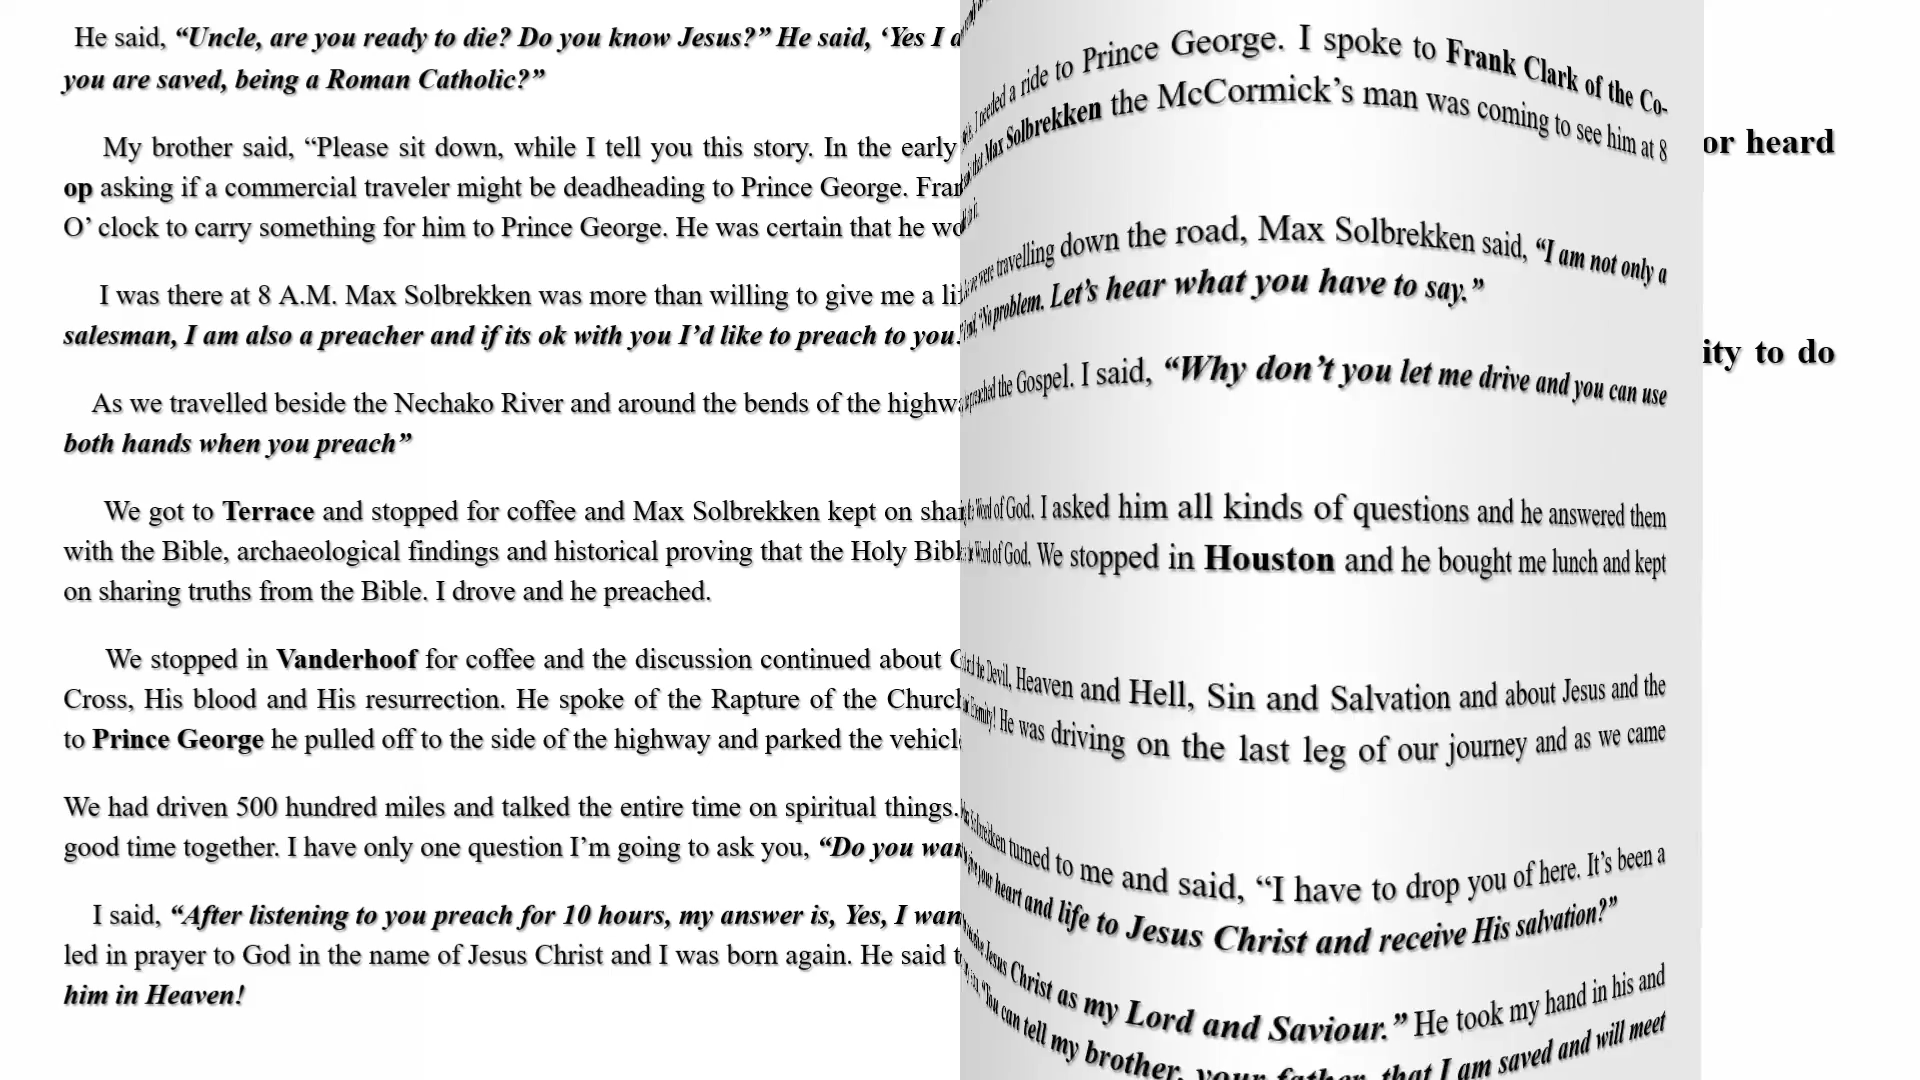 He said, “Uncle, are you ready to die? Do you know Jesus?” He said, ‘Yes I
you are saved, being a Roman Catholic?”
My brother said, “Please sit down, while I tell you this story. In the early I needed a ride to Prince George. I spoke to Frank Clark of the Co-
op asking if a commercial traveler might be deadheading to Prince George. that Max Solbrekken the McCormick’s man was coming to see him at 8
O’ clock to carry something for him to Prince George. He was certain that he
I was there at 8 A.M. Max Solbrekken was more than willing to give me a we were travelling down the road, Max Solbrekken said, “I am not only a
salesman, I am also a preacher and if its ok with you I’d like to preach to you. “No problem. Let’s hear what you have to say.”
As we travelled beside the Nechako River and around the bends of the preached the Gospel. I said, “Why don’t you let me drive and you can use
both hands when you preach”
We got to Terrace and stopped for coffee and Max Solbrekken kept on Word of God. I asked him all kinds of questions and he answered them
with the Bible, archaeological findings and historical proving that the Holy Word of God. We stopped in Houston and he bought me lunch and kept
on sharing truths from the Bible. I drove and he preached.
We stopped in Vanderhoof for coffee and the discussion continued about and the Devil, Heaven and Hell, Sin and Salvation and about Jesus and the
Cross, His blood and His resurrection. He spoke of the Rapture of the Eternity! He was driving on the last leg of our journey and as we came
to Prince George he pulled off to the side of the highway and parked the
We had driven 500 hundred miles and talked the entire time on spiritual things. Solbrekken turned to me and said, “I have to drop you of here. It’s been a
good time together. I have only one question I’m going to ask you, “Do you your heart and life to Jesus Christ and receive His salvation?”
I said, “After listening to you preach for 10 hours, my answer is, Yes, I Jesus Christ as my Lord and Saviour.” He took my hand in his and
led in prayer to God in the name of Jesus Christ and I was born again. He said “You can tell my brother, your father, that I am saved and will meet
him in Heaven!
or heard
to do